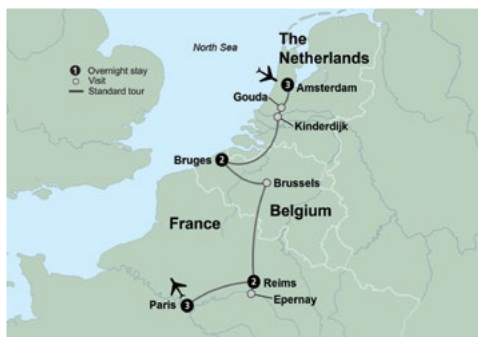 North Sea
The
Netherlands
1 Overnight stay
Visit
Standard tour
3 Amsterdam
Gouda
Kinderdijk
Bruges 2
Brussels
France
Belgium
2 Reims
Epernay
Paris 3